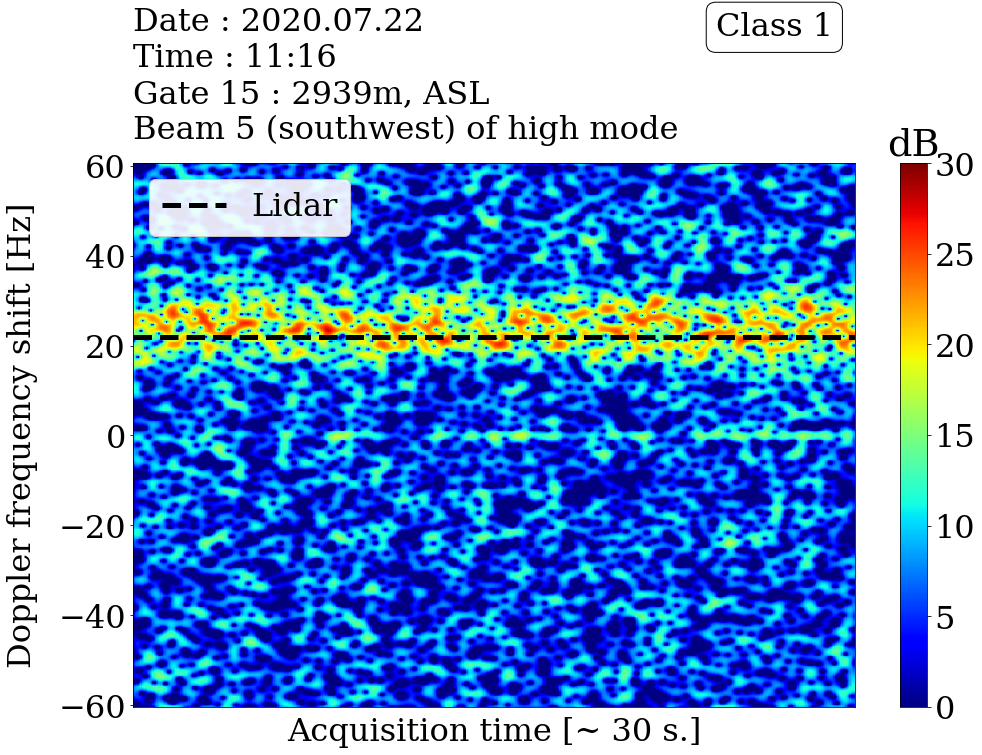 Date : 2020.07.22
Time : 11:16
Gate 15 : 2939m, ASL
Beam 5 (southwest) of high mode
Class 1
dB
Lidar
60
40
20
0
−20
−40
−60
Doppler frequency shift [Hz]
Acquisition time [~ 30 s.]
30
25
20
15
10
5
0